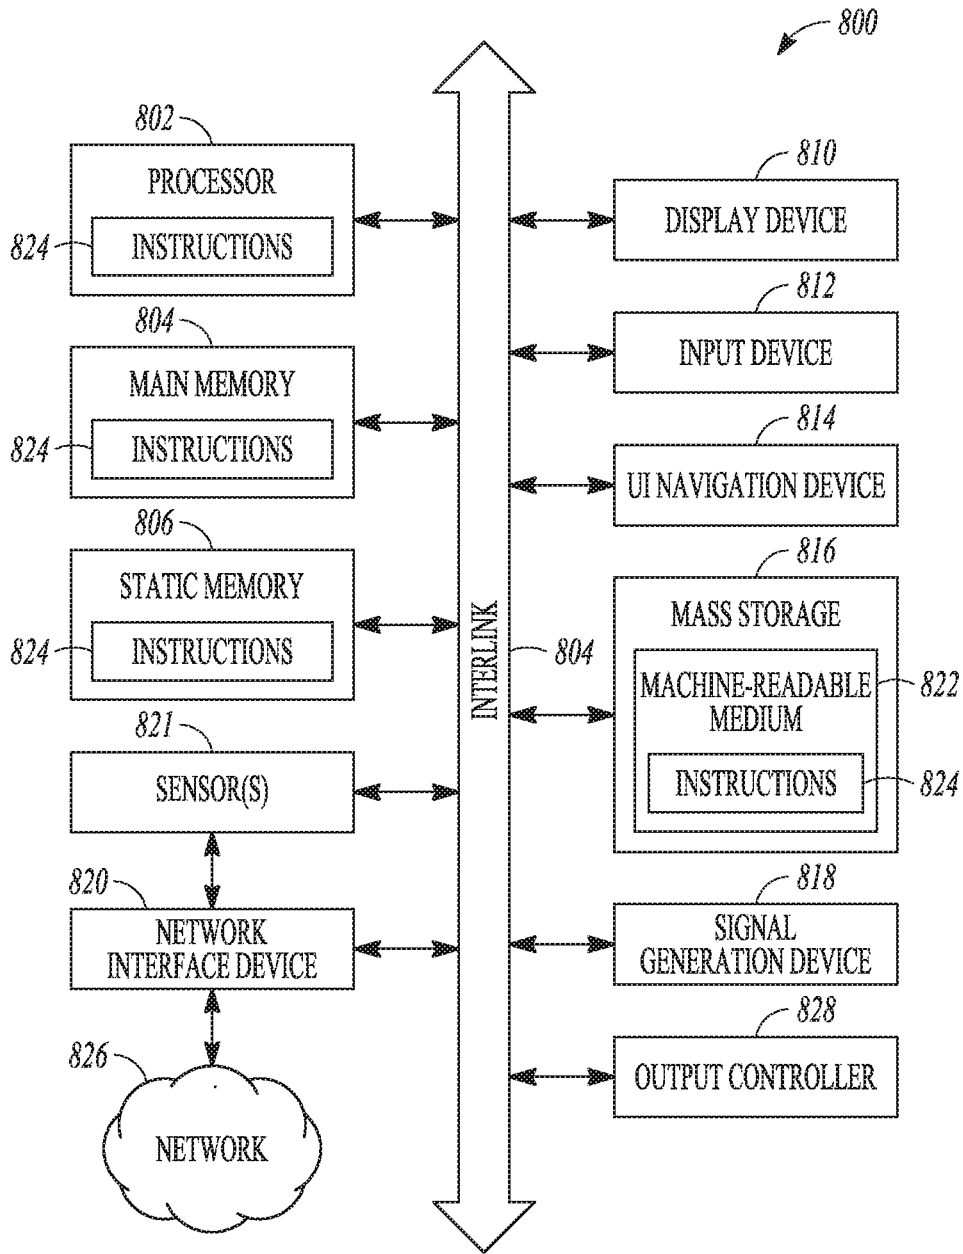 800
802
PROCESSOR
824
INSTRUCTIONS
804
MAIN MEMORY
824
INSTRUCTIONS
806
STATIC MEMORY
824
INSTRUCTIONS
821
SENSOR(S)
820
NETWORK
INTERFACE DEVICE
826
NETWORK
INTERLINK
804
810
DISPLAY DEVICE
812
INPUT DEVICE
814
UI NAVIGATION DEVICE
816
MASS STORAGE
MACHINE-READABLE
MEDIUM
822
INSTRUCTIONS
824
818
SIGNAL
GENERATION DEVICE
828
OUTPUT CONTROLLER